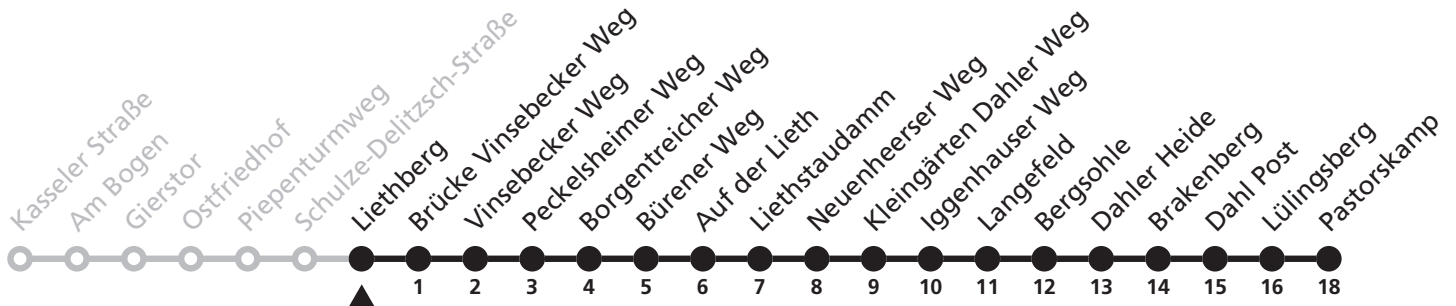 Kasseler Straße
Am Bogen
Gierstor
Ostfriedhof
Piepenturmweg
Schulze-Delitzsch-Straße
Liethberg
Brücke Vinsebecker Weg
Vinsebecker Weg
Peckelsheimer Weg
Borgentreicher Weg
Bürener Weg
Auf der Lieth
Liethstaudamm
Neuenheerser Weg
Kleingärten Dahler Weg
Iggenhauser Weg
Langefeld
Bergsohle
Dahler Heide
Brakenberg
Dahl Post
Lülingsberg
Pastorskamp
1 2 3 4 5 6 7 8 9 10 11 12 13 14 15 16 18